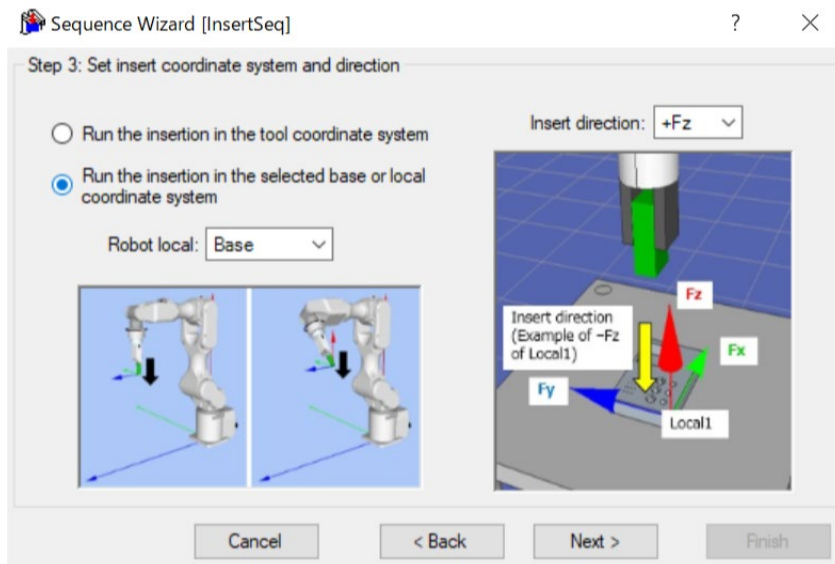 Sequence Wizard [InsertSeq]
?
Step 3: Set insert coordinate system and direction
Run the insertion in the tool coordinate system
Run the insertion in the selected base or local
coordinate system
Robot local: Base
Insert direction: +Fz
Insert direction
(Example of -Fz
of Local1)
Fz
Fx
Fy
Local1
Cancel
< Back
Next >
Finish